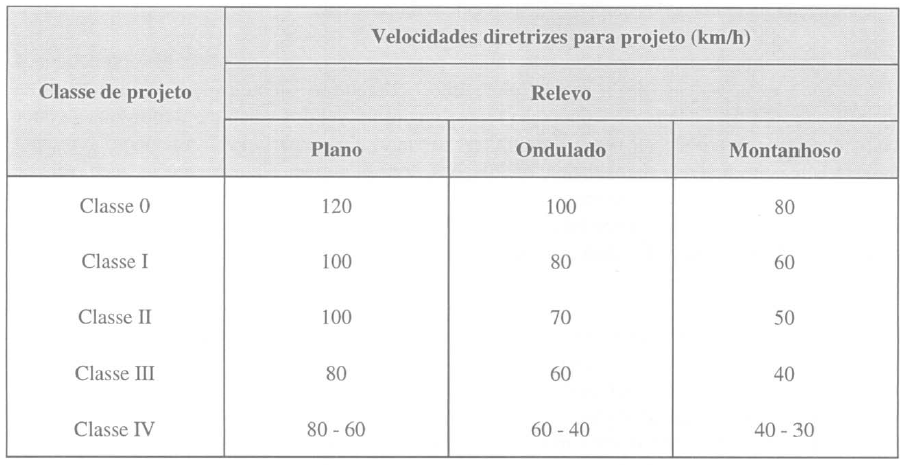 Velocidades diretrizes para projeto (km/h)
Classe de projeto
Relevo
Plano Ondulado Montanhoso
Classe 0 120 100 80
Classe I 100 80 60
Classe II 100 70 50
Classe III 80 60 40
Classe IV 80 - 60 60 - 40 40 - 30